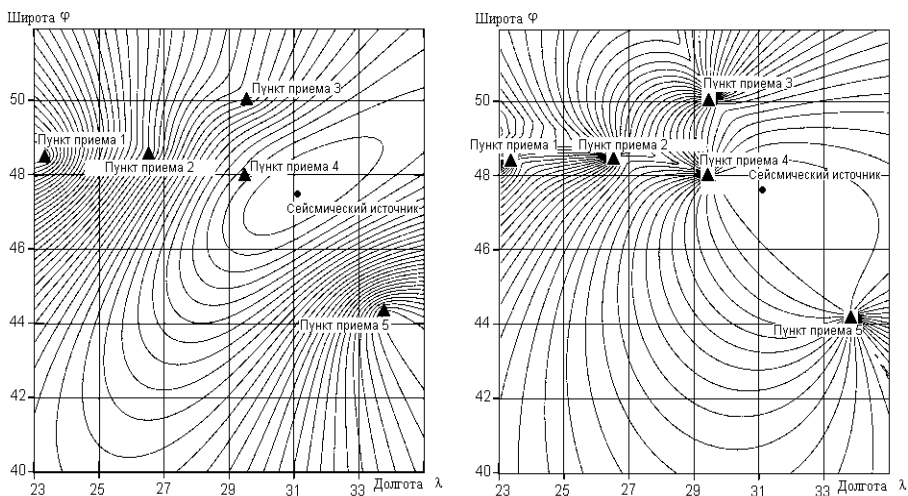 Широта φ
50
48
46
44
42
40
23
25
27
29
31
33
Долгота λ
Пункт приема 3
Пункт приема 1
Пункт приема 2
Пункт приема 4
Сейсмический источник
Пункт приема 5
Широта φ
50
48
46
44
42
40
23
25
27
29
31
33
Долгота λ
Пункт приема 3
Пункт приема 1
Пункт приема 2
Пункт приема 4
Сейсмический источник
Пункт приема 5